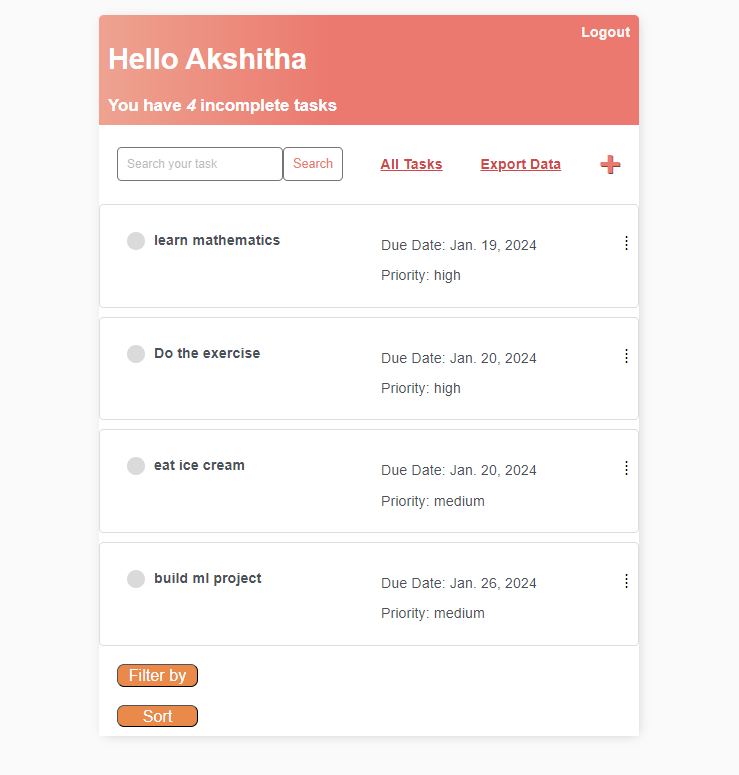 Logout
Hello Akshitha
You have 4 incomplete tasks
Search your task
Search
All Tasks
Export Data
learn mathematics
Due Date: Jan. 19, 2024
Priority: high
Do the exercise
Due Date: Jan. 20, 2024
Priority: high
eat ice cream
Due Date: Jan. 20, 2024
Priority: medium
build ml project
Due Date: Jan. 26, 2024
Priority: medium
Filter by
Sort